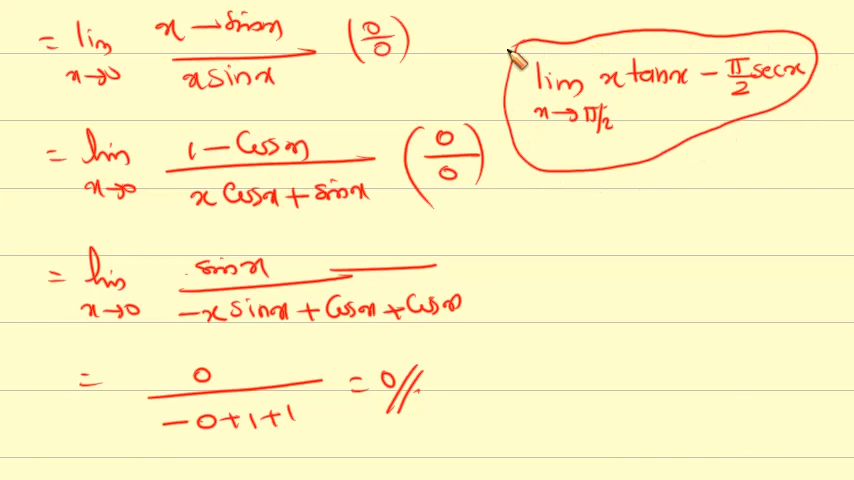 = lim x→0 x - sinx / x sinx (0/0)
= lim x→0 1 - Cosx / x Cosx + sinx (0/0)
= lim x→0 sinx / -x sinx + Cosx + Cosx
= 0 / -0+1+1 = 0//
lim x→π/2 x tanx - π/2 secx